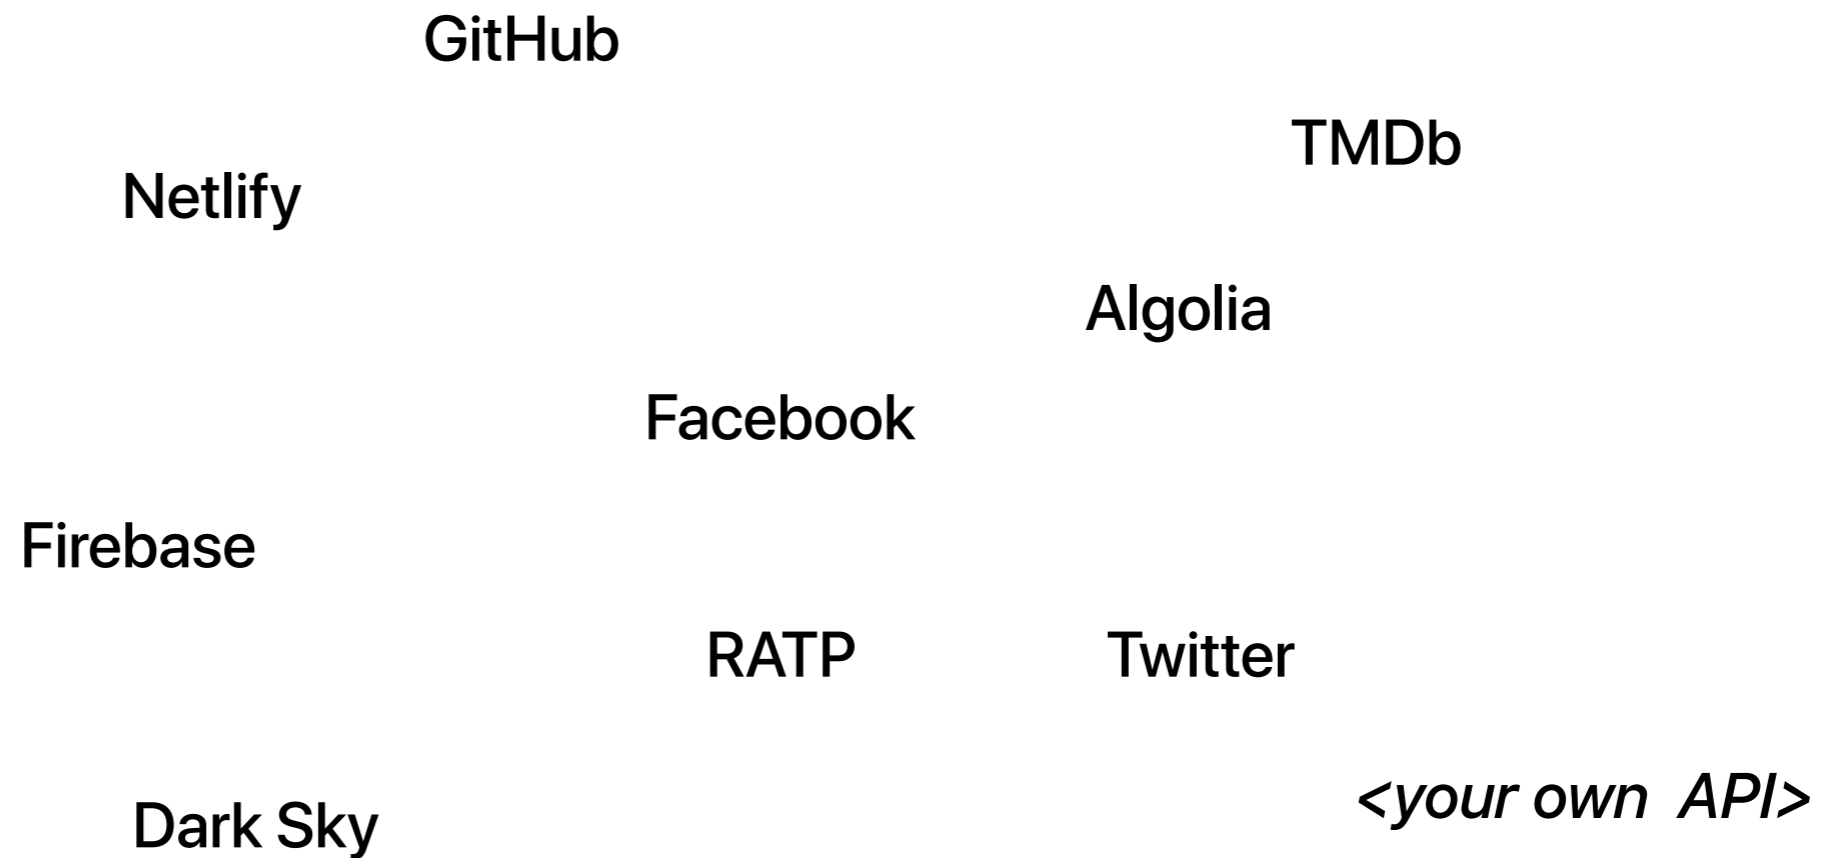 GitHub
TMDb
Netlify
Algolia
Facebook
Firebase
RATP
Twitter
<your own  API>
Dark Sky